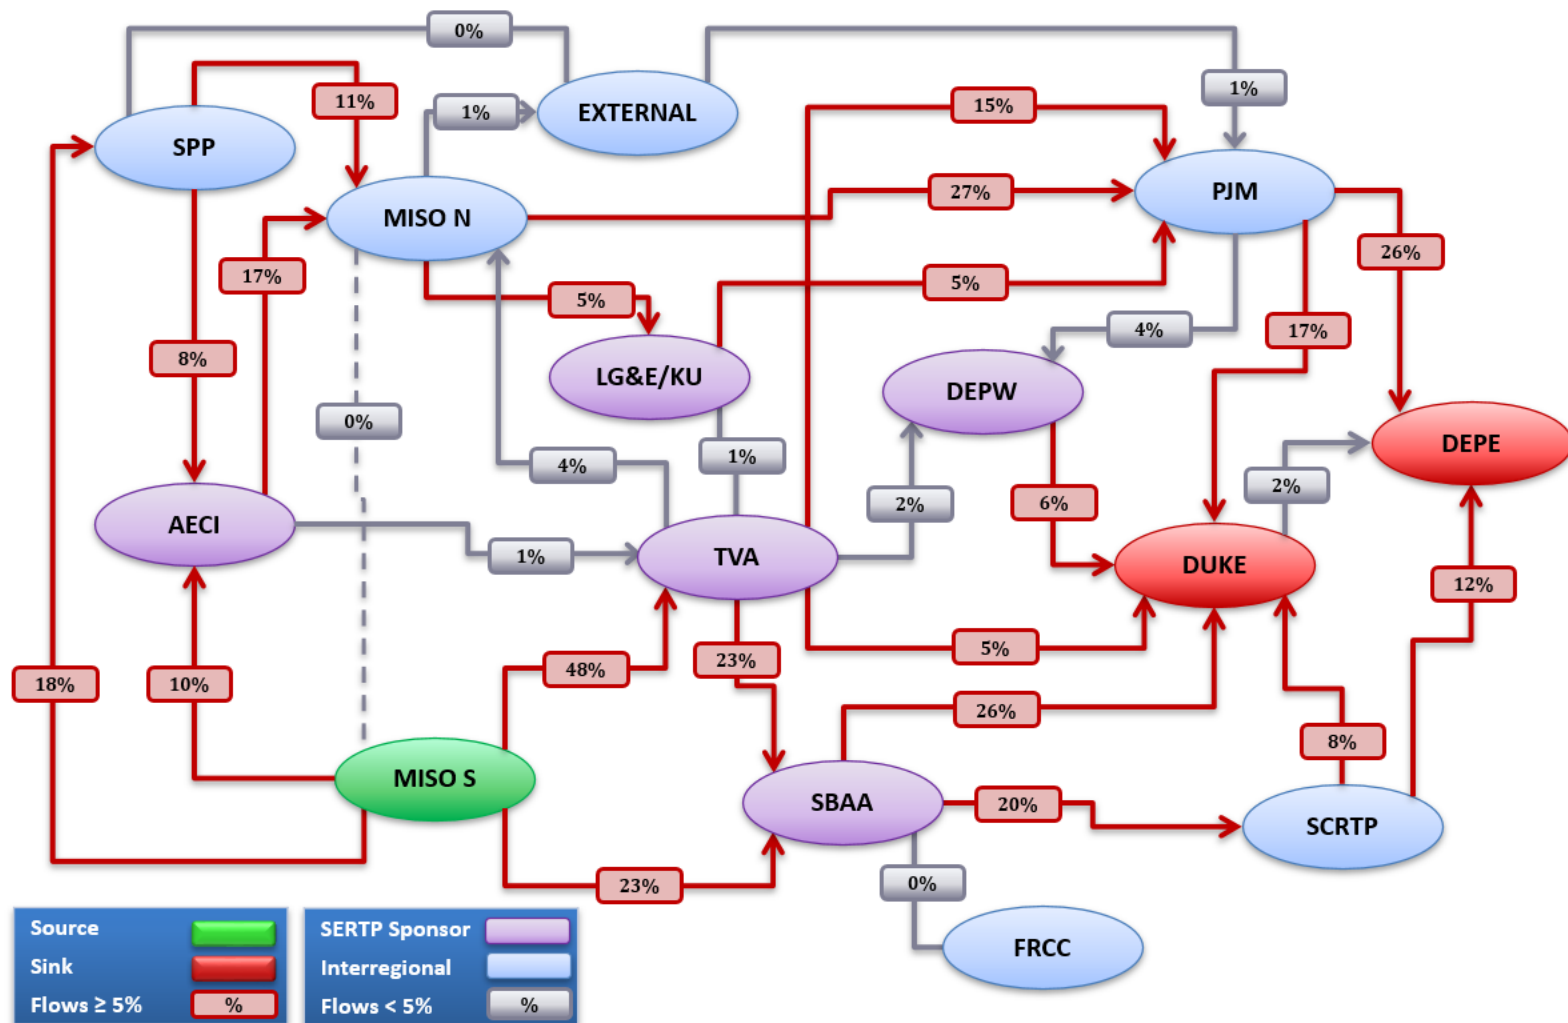 0%
1%
11%
1%
EXTERNAL
15%
SPP
MISO N
27%
PJM
26%
17%
5%
5%
4%
17%
8%
LG&E/KU
DEPW
0%
DEPE
4%
1%
2%
2%
6%
AECI
1%
TVA
DUKE
12%
18%
10%
48%
23%
5%
26%
8%
MISO S
SBAA
20%
SCRTP
23%
0%
FRCC
Source
Sink
Flows ≥ 5% %
SERTP Sponsor
Interregional
Flows < 5% %